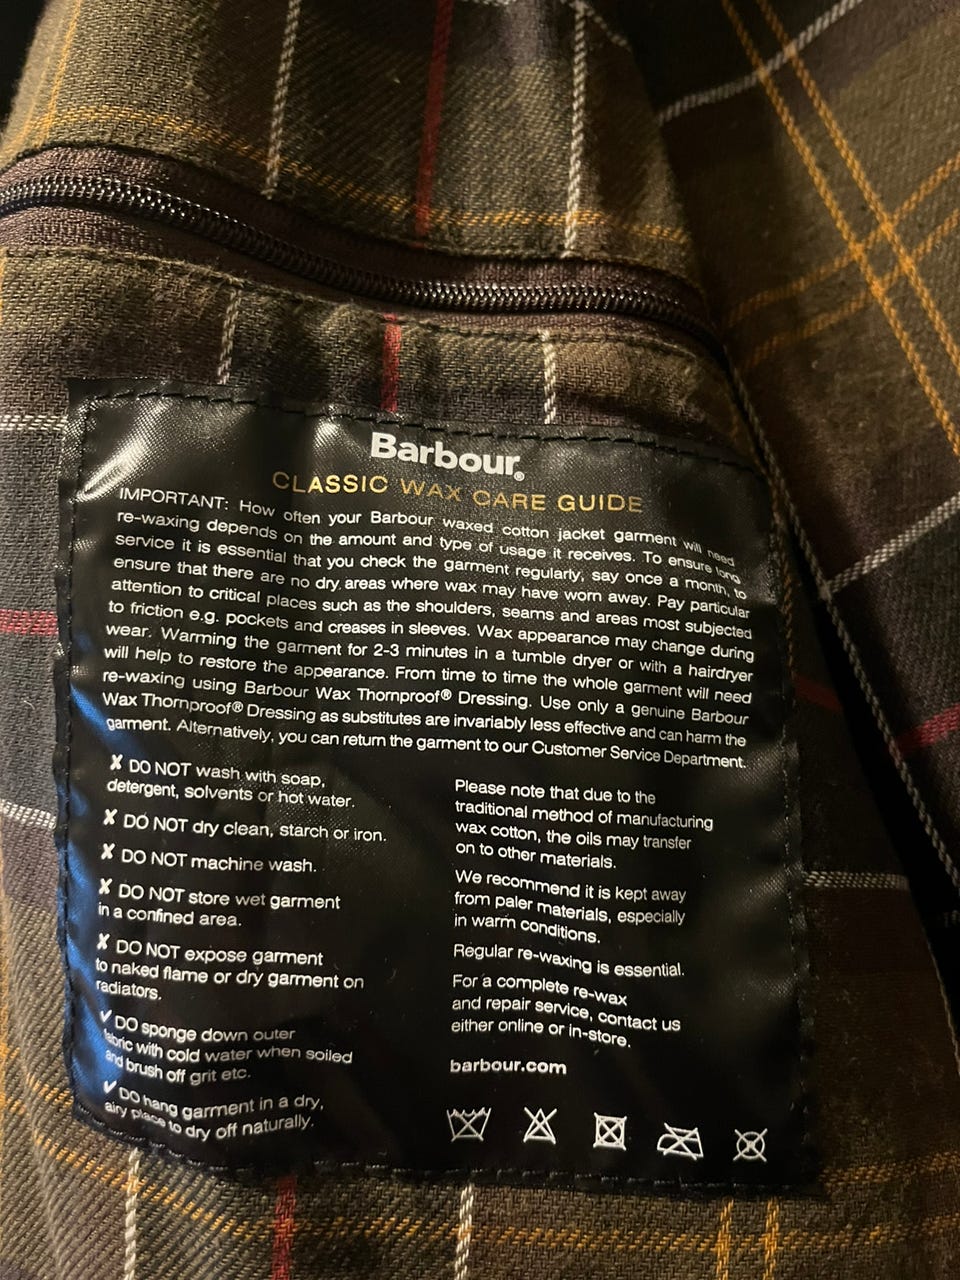 Barbour®
CLASSIC WAX CARE GUIDE
IMPORTANT: How often your Barbour waxed cotton jacket garment will need
re-waxing depends on the amount and type of usage it receives. To ensure long
service it is essential that you check the garment regularly, say once a month, to
ensure that there are no dry areas where wax may have worn away. Pay particular
attention to critical places such as the shoulders, seams and areas most subjected
to friction e.g. pockets and creases in sleeves. Wax appearance may change during
wear. Warming the garment for 2-3 minutes in a tumble dryer or with a hairdryer
will help to restore the appearance. From time to time the whole garment will need
re-waxing using Barbour Wax Thornproof® Dressing. Use only a genuine Barbour
Wax Thornproof® Dressing as substitutes are invariably less effective and can harm the
garment. Alternatively, you can return the garment to our Customer Service Department.
✘ DO NOT wash with soap,
detergent, solvents or hot water.
✘ DO NOT dry clean, starch or iron.
✘ DO NOT machine wash.
✘ DO NOT store wet garment
in a confined area.
✘ DO NOT expose garment
to naked flame or dry garment on
radiators.
✓ DO sponge down outer
fabric with cold water when soiled
and brush off grit etc.
✓ DO hang garment in a dry,
airy place to dry off naturally.
Please note that due to the
traditional method of manufacturing
wax cotton, the oils may transfer
on to other materials.
We recommend it is kept away
from paler materials, especially
in warm conditions.
Regular re-waxing is essential.
For a complete re-wax
and repair service, contact us
either online or in-store.
barbour.com